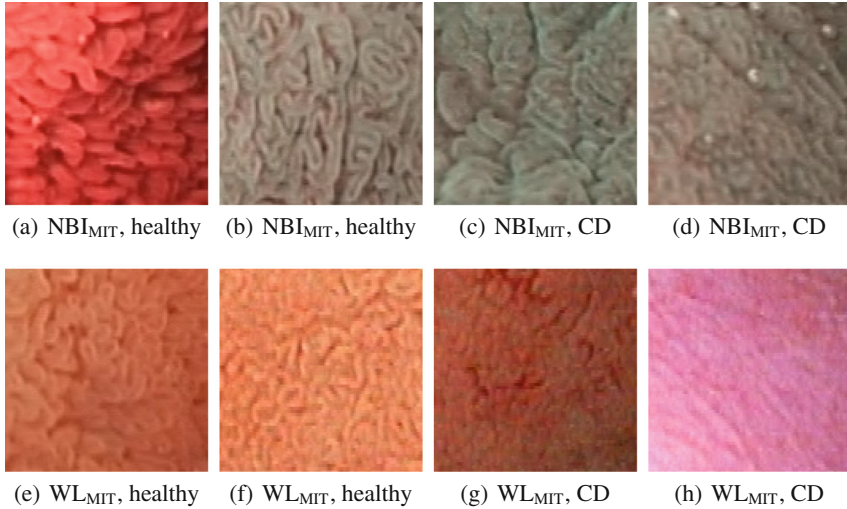 (a) NBI_MIT, healthy (b) NBI_MIT, healthy (c) NBI_MIT, CD (d) NBI_MIT, CD
(e) WL_MIT, healthy (f) WL_MIT, healthy (g) WL_MIT, CD (h) WL_MIT, CD